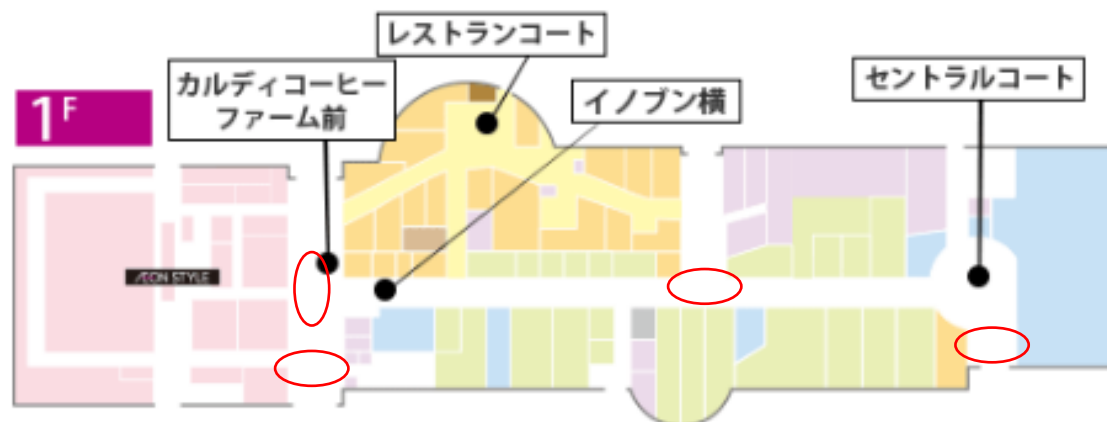 レストランコート
カルディコーヒー
ファーム前
イノブン横
セントラルコート
1F
ÆON STYLE